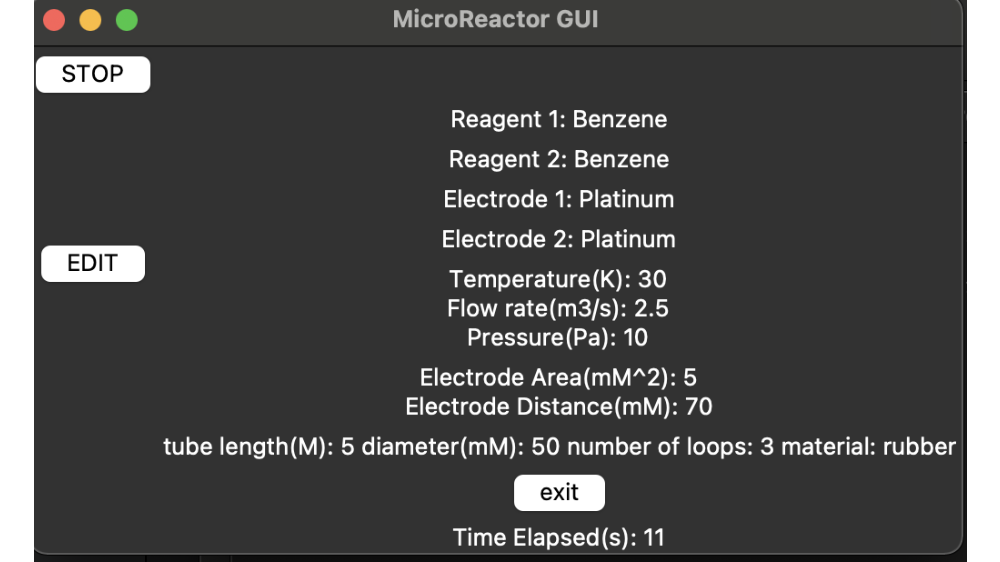 MicroReactor GUI
STOP
Reagent 1: Benzene
Reagent 2: Benzene
Electrode 1: Platinum
Electrode 2: Platinum
EDIT
Temperature(K): 30
Flow rate(m3/s): 2.5
Pressure(Pa): 10
Electrode Area(mM^2): 5
Electrode Distance(mM): 70
tube length(M): 5 diameter(mM): 50 number of loops: 3 material: rubber
exit
Time Elapsed(s): 11